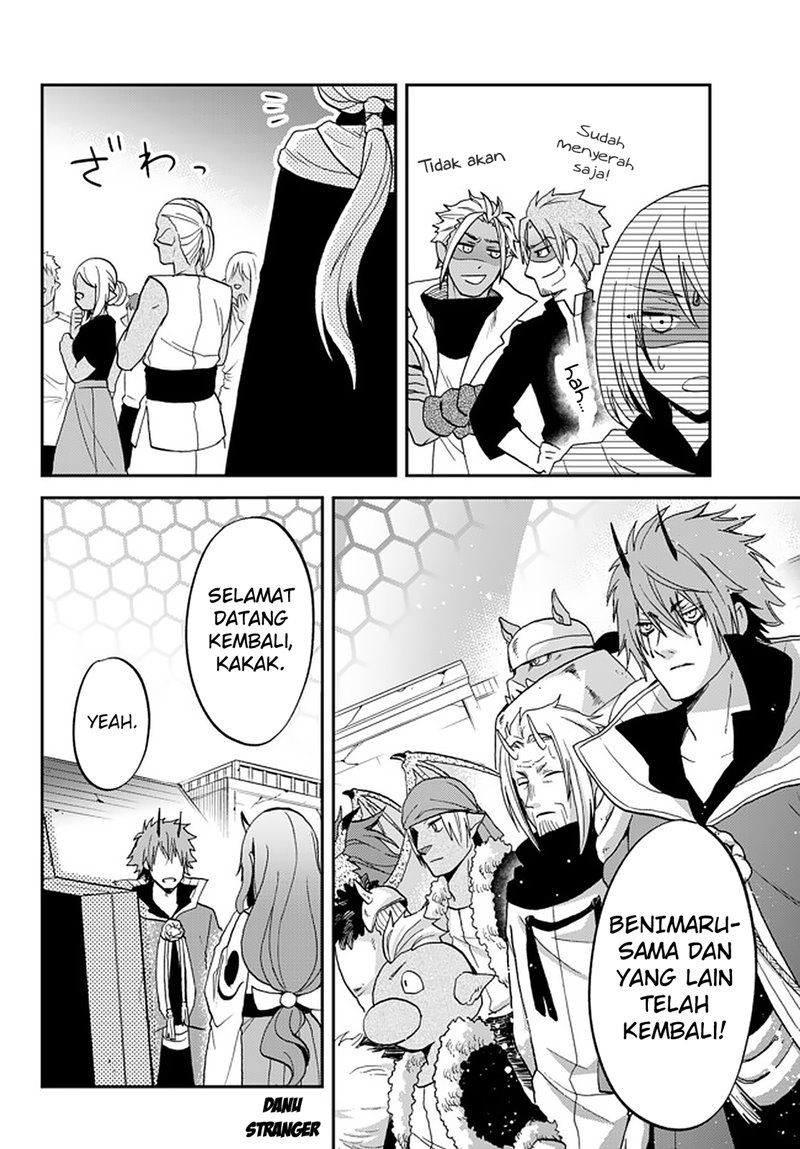 Sudah
menyerah
saja!
Tidak akan
hah...
ざわっ
BENIMARU-
SAMA DAN
YANG LAIN
TELAH
KEMBALI!
SELAMAT
DATANG
KEMBALI,
KAKAK.
YEAH.
DANU
STRANGER